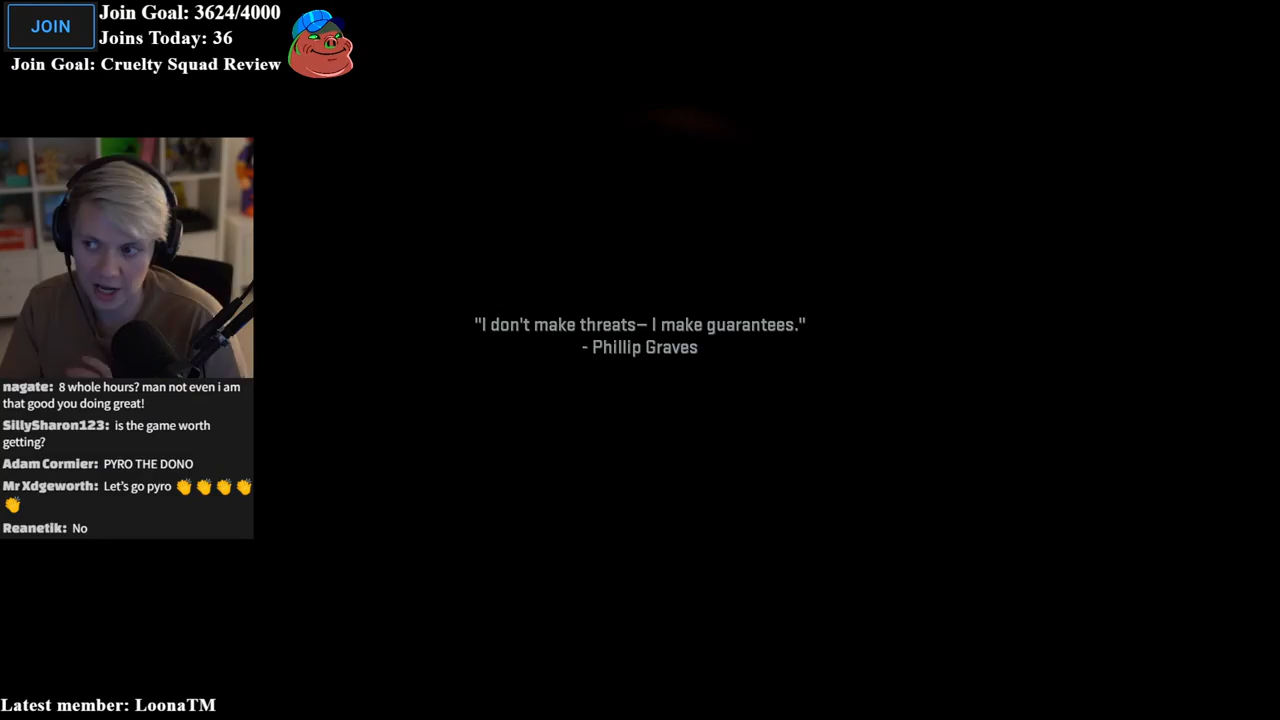 JOIN
Join Goal: 3624/4000
Joins Today: 36
Join Goal: Cruelty Squad Review
"I don't make threats— I make guarantees."
- Phillip Graves
nagate: 8 whole hours? man not even i am
that good you doing great!
SillySharon123: is the game worth
getting?
Adam Cormier: PYRO THE DONO
Mr Xdgeworth: Let's go pyro 👏 👏 👏 👏
👏
Reanetik: No
Latest member: LoonaTM